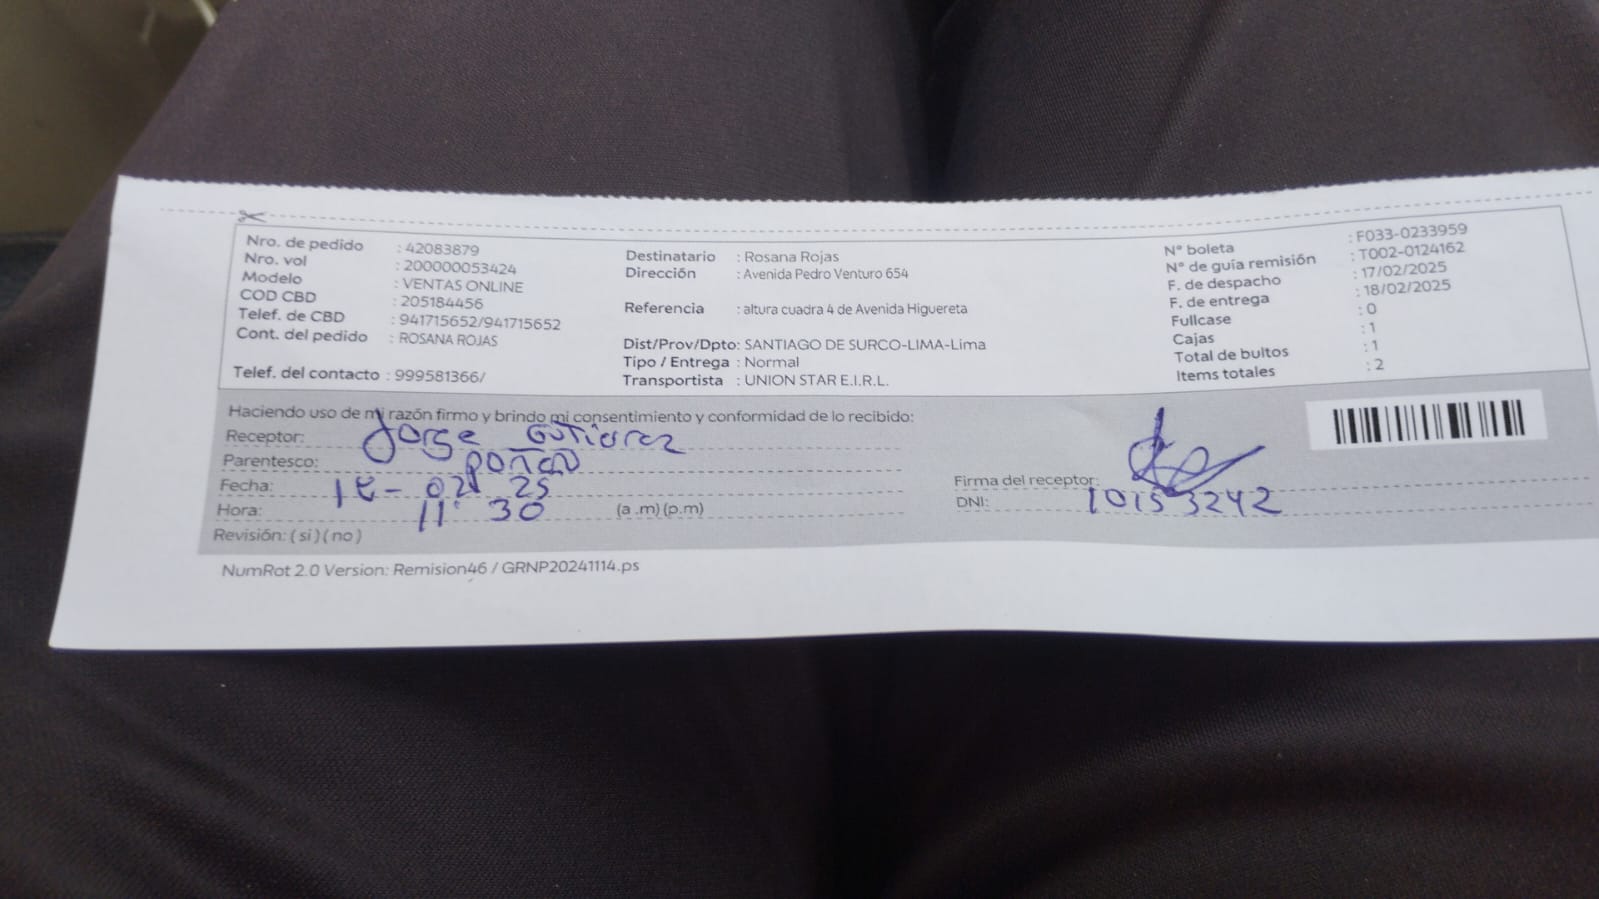 Nro. de pedido : 42083879
Nro. vol : 200000053424
Modelo : VENTAS ONLINE
COD CBD : 205184456
Telef. de CBD : 941715652/941715652
Cont. del pedido : ROSANA ROJAS
Telef. del contacto : 999581366/
Destinatario : Rosana Rojas
Dirección : Avenida Pedro Venturo 654
Referencia : altura cuadra 4 de Avenida Higuereta
Dist/Prov/Dpto: SANTIAGO DE SURCO-LIMA-Lima
Tipo / Entrega : Normal
Transportista : UNION STAR E.I.R.L.
N° boleta : F033-0233959
N° de guía remisión : T002-0124162
F. de despacho : 17/02/2025
F. de entrega : 18/02/2025
Fullcase : 0
Cajas : 1
Total de bultos : 1
Items totales : 2
Haciendo uso de mi razón firmo y brindo mi consentimiento y conformidad de lo recibido:
Receptor: Jorge Gutierrez
Parentesco:
Fecha: 18-02 25
Hora: 11 30 (a .m) (p.m)
Revisión: ( si ) ( no )
Firma del receptor:
DNI: 10153242
NumRot 2.0 Version: Remision46 / GRNP20241114.ps